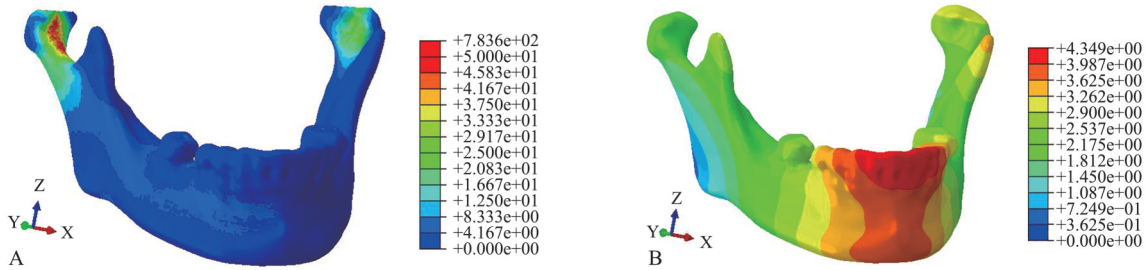 +7.836e+02
+5.000e+01
+4.583e+01
+4.167e+01
+3.750e+01
+3.333e+01
+2.917e+01
+2.500e+01
+2.083e+01
+1.667e+01
+1.250e+01
+8.333e+00
+4.167e+00
+0.000e+00
Z
Y
X
A
+4.349e+00
+3.987e+00
+3.625e+00
+3.262e+00
+2.900e+00
+2.537e+00
+2.175e+00
+1.812e+00
+1.450e+00
+1.087e+00
+7.249e-01
+3.625e-01
+0.000e+00
Z
Y
X
B